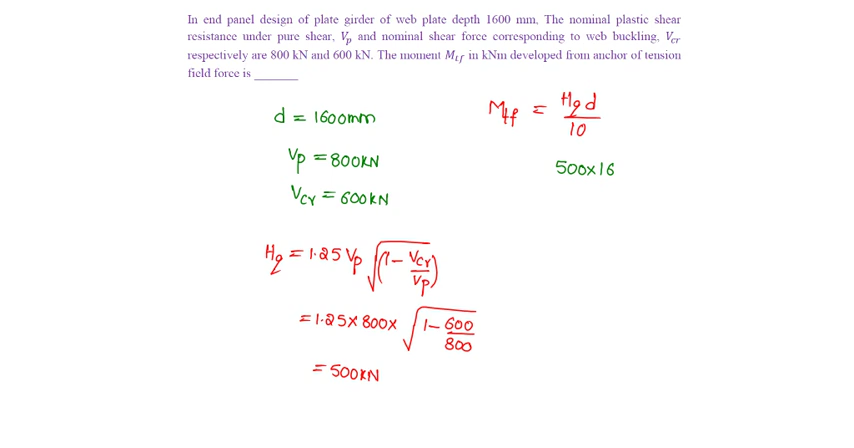 In end panel design of plate girder of web plate depth 1600 mm, The nominal plastic shear
resistance under pure shear, Vp and nominal shear force corresponding to web buckling, Vcr
respectively are 800 kN and 600 kN. The moment Mtf in kNm developed from anchor of tension
field force is ______
d = 1600mm
Vp = 800kN
Vcr = 600kN
Hq = 1.25 Vp √(1 - Vcr/Vp)
= 1.25 x 800 x √1 - 600/800
= 500kN
Mtf = Hq d/10
500x16